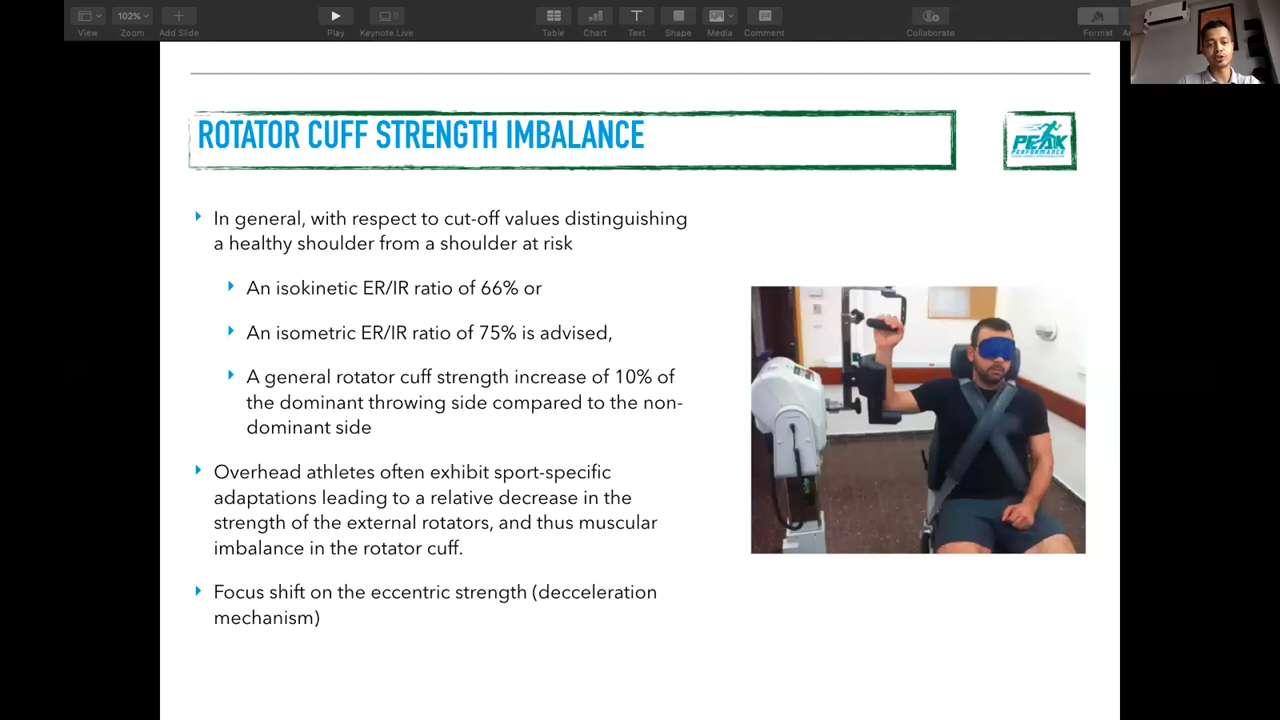 View
102%
Zoom
Add Slide
Play
Keynote Live
Table
Chart
Text
Shape
Media
Comment
Collaborate
Format
ROTATOR CUFF STRENGTH IMBALANCE
PEAK
PERFORMANCE
In general, with respect to cut-off values distinguishing
a healthy shoulder from a shoulder at risk
An isokinetic ER/IR ratio of 66% or
An isometric ER/IR ratio of 75% is advised,
A general rotator cuff strength increase of 10% of
the dominant throwing side compared to the non-
dominant side
Overhead athletes often exhibit sport-specific
adaptations leading to a relative decrease in the
strength of the external rotators, and thus muscular
imbalance in the rotator cuff.
Focus shift on the eccentric strength (decceleration
mechanism)